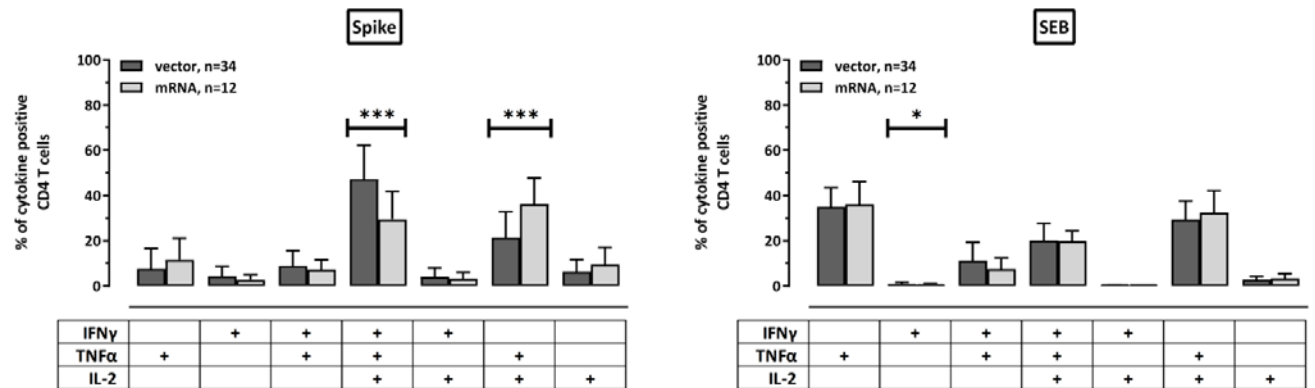 Spike
vector, n=34
mRNA, n=12
% of cytokine positive
CD4 T cells
100
80
60
40
20
0
***
***
IFNγ + + + +
TNFα + + + +
IL-2 + + + +
SEB
vector, n=34
mRNA, n=12
% of cytokine positive
CD4 T cells
100
80
60
40
20
0
*
IFNγ + + + +
TNFα + + + +
IL-2 + + + +